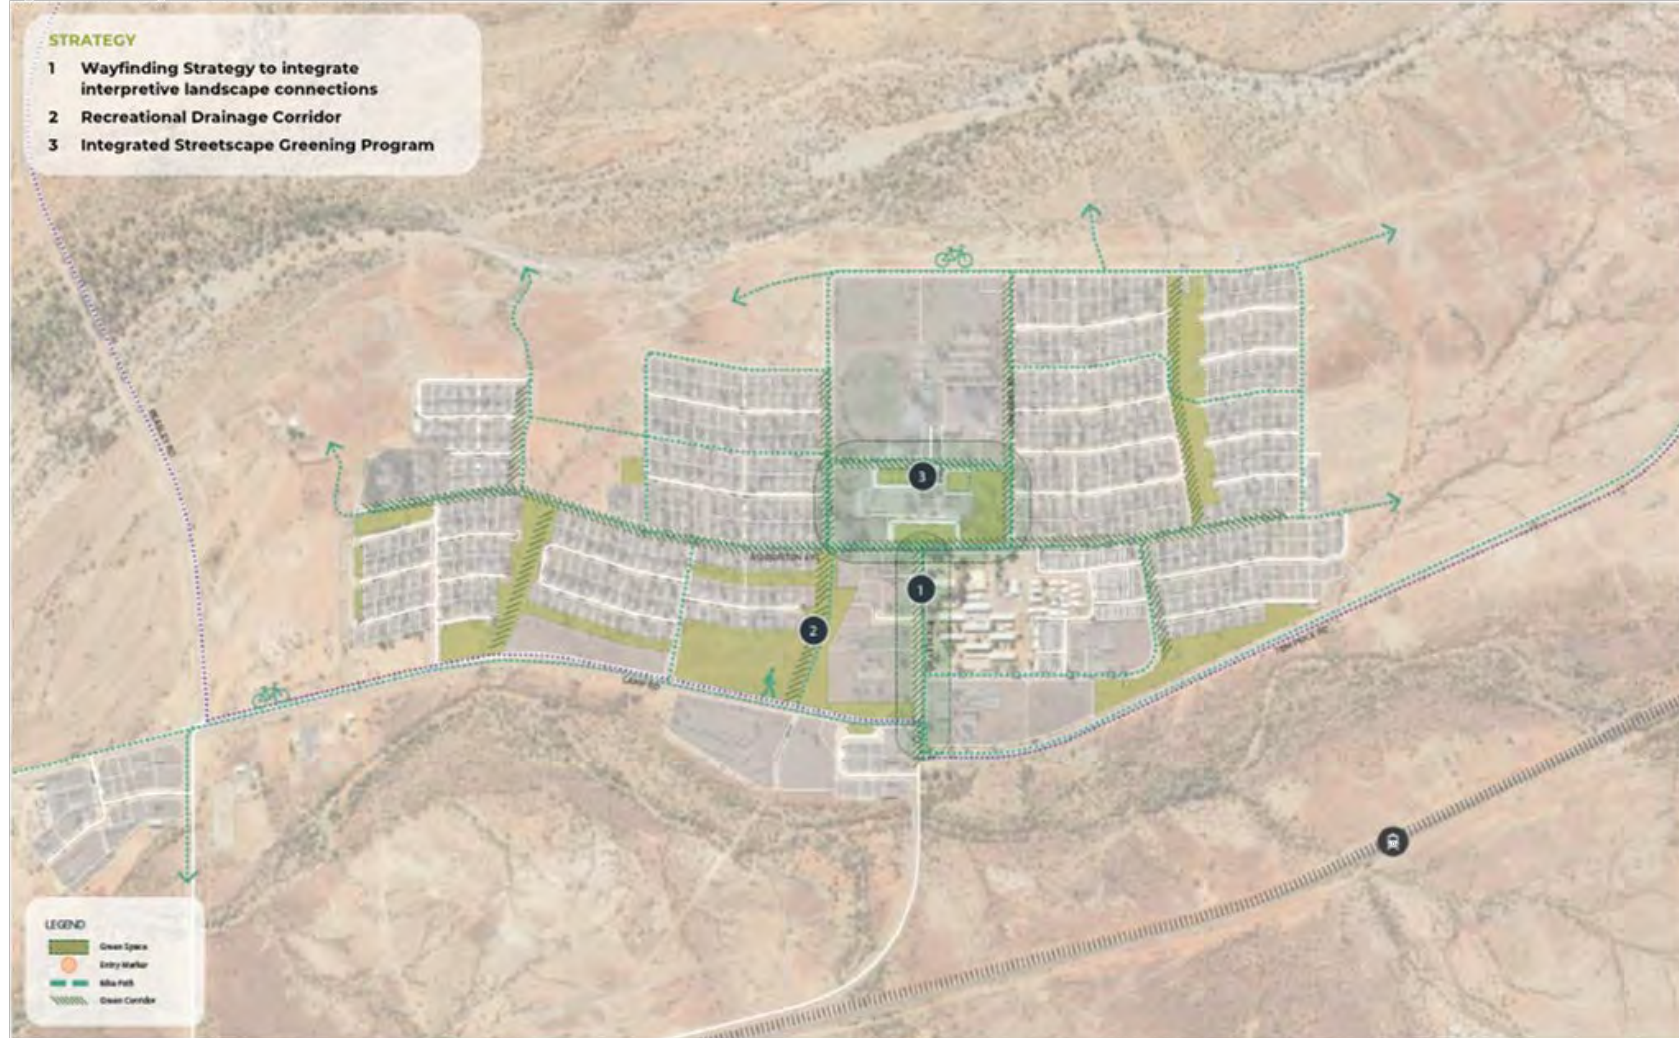 STRATEGY
1 Wayfinding Strategy to integrate
interpretive landscape connections
2 Recreational Drainage Corridor
3 Integrated Streetscape Greening Program
3
1
2
LEGEND
Green Space
Entry Marker
Bike Path
Green Corridor